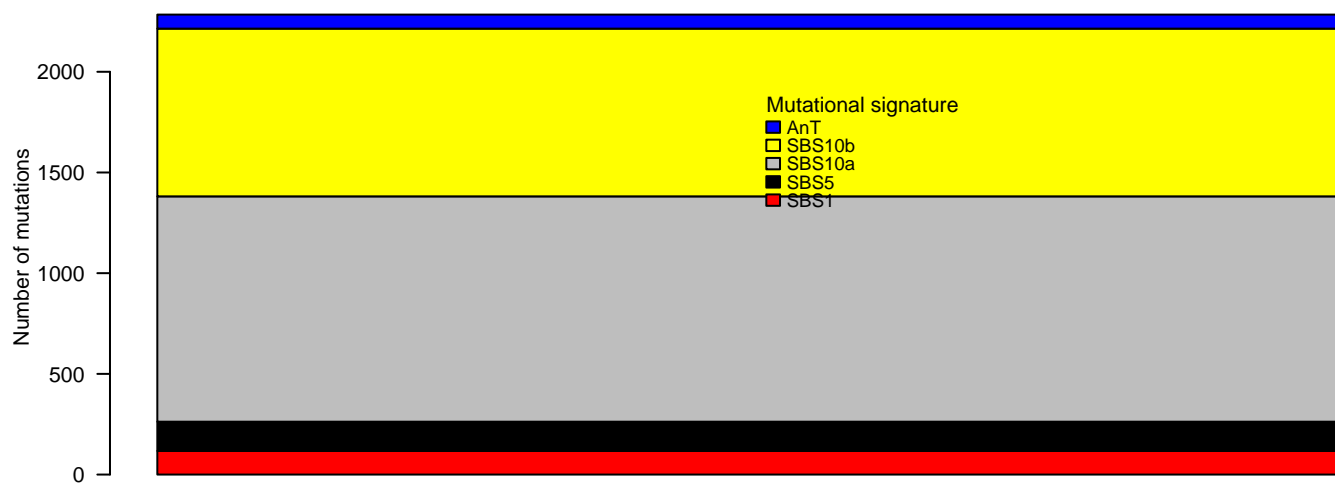 Number of mutations
2000
1500
1000
500
0
Mutational signature
AnT
SBS10b
SBS10a
SBS5
SBS1